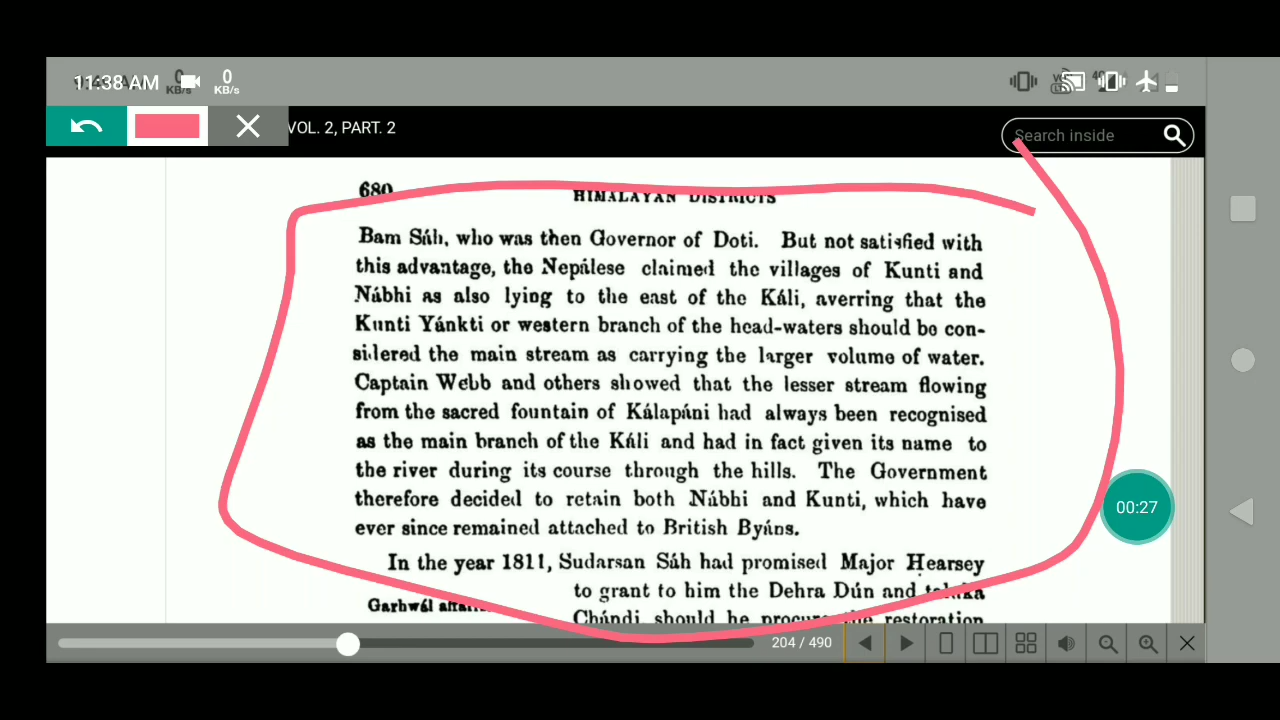 11:38 AM 0 KB/s
VOL. 2, PART. 2
Search inside
680 HIMALAYAN DISTRICTS
Bam Sáh, who was then Governor of Doti. But not satisfied with
this advantage, the Nepálese claimed the villages of Kunti and
Nábhi as also lying to the east of the Káli, averring that the
Kunti Yánkti or western branch of the head-waters should be con-
sidered the main stream as carrying the larger volume of water.
Captain Webb and others showed that the lesser stream flowing
from the sacred fountain of Kálapáni had always been recognised
as the main branch of the Káli and had in fact given its name to
the river during its course through the hills. The Government
therefore decided to retain both Nábhi and Kunti, which have
ever since remained attached to British Byáns.
In the year 1811, Sudarsan Sáh had promised Major Hearsey
to grant to him the Dehra Dún and taluka
Garhwál
Chándi should he procure the restoration
00:27
204 / 490